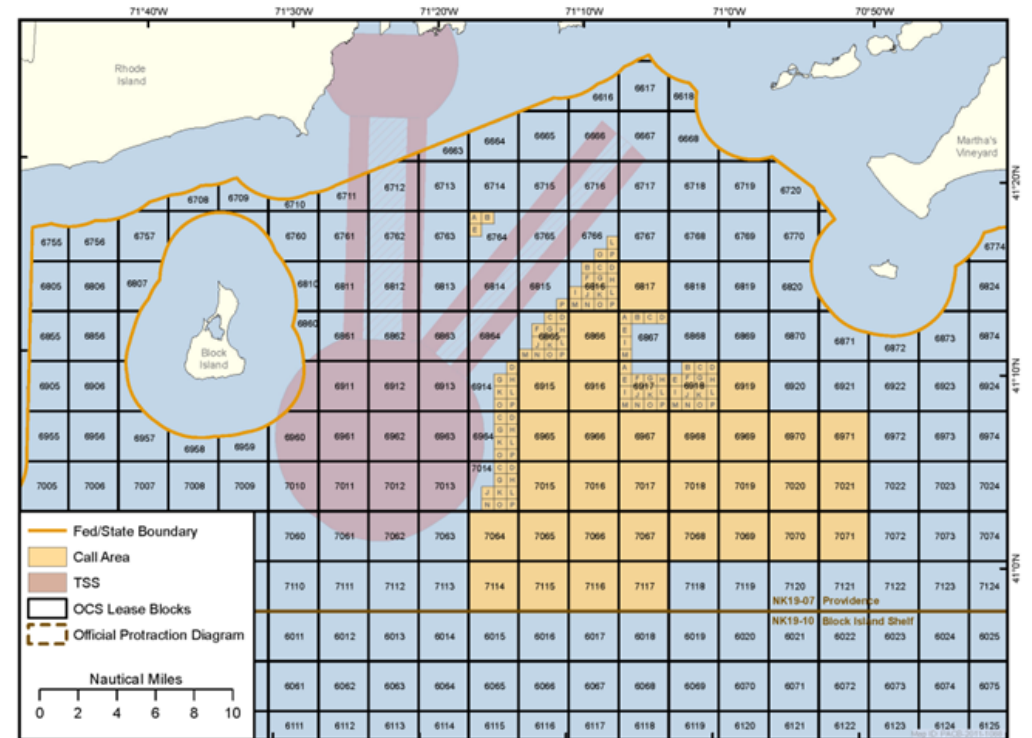 71°40'W 71°30'W 71°20'W 71°10'W 71°0'W 70°50'W
Rhode
Island
Martha's
Vineyard
Block
Island
41°20'N
41°10'N
41°0'N
6616 6617 6618
6663 6664 6665 6666 6667 6668
6708 6709 6710 6711 6712 6713 6714 6715 6716 6717 6718 6719 6720
A B
E
6755 6756 6757 6760 6761 6762 6763 6764 6765 6766 6767 6768 6769 6770 6774
L
O P
B C D
F G H
I J K L
M N O P
6805 6806 6807 6810 6811 6812 6813 6814 6815 6816 6817 6818 6819 6820 6824
P
C D
F G H
J K L
M N O P
A B C D
E
I
M
6855 6856 6860 6861 6862 6863 6864 6865 6866 6867 6868 6869 6870 6871 6872 6873 6874
D
G H
K L
O P
A
E F G H
I J K L
M N O P
B C D
E F G H
I J K L
M N O P
6905 6906 6911 6912 6913 6914 6915 6916 6917 6918 6919 6920 6921 6922 6923 6924
C D
G H
K L
O P
6955 6956 6957 6958 6959 6960 6961 6962 6963 6964 6965 6966 6967 6968 6969 6970 6971 6972 6973 6974
C D
G H
J K L
N O P
7005 7006 7007 7008 7009 7010 7011 7012 7013 7014 7015 7016 7017 7018 7019 7020 7021 7022 7023 7024
7060 7061 7062 7063 7064 7065 7066 7067 7068 7069 7070 7071 7072 7073 7074
7110 7111 7112 7113 7114 7115 7116 7117 7118 7119 7120 7121 7122 7123 7124
NK19-07 Providence
NK19-10 Block Island Shelf
6011 6012 6013 6014 6015 6016 6017 6018 6019 6020 6021 6022 6023 6024 6025
6061 6062 6063 6064 6065 6066 6067 6068 6069 6070 6071 6072 6073 6074 6075
6111 6112 6113 6114 6115 6116 6117 6118 6119 6120 6121 6122 6123 6124 6125
Fed/State Boundary
Call Area
TSS
OCS Lease Blocks
Official Protraction Diagram
Nautical Miles
0 2 4 6 8 10